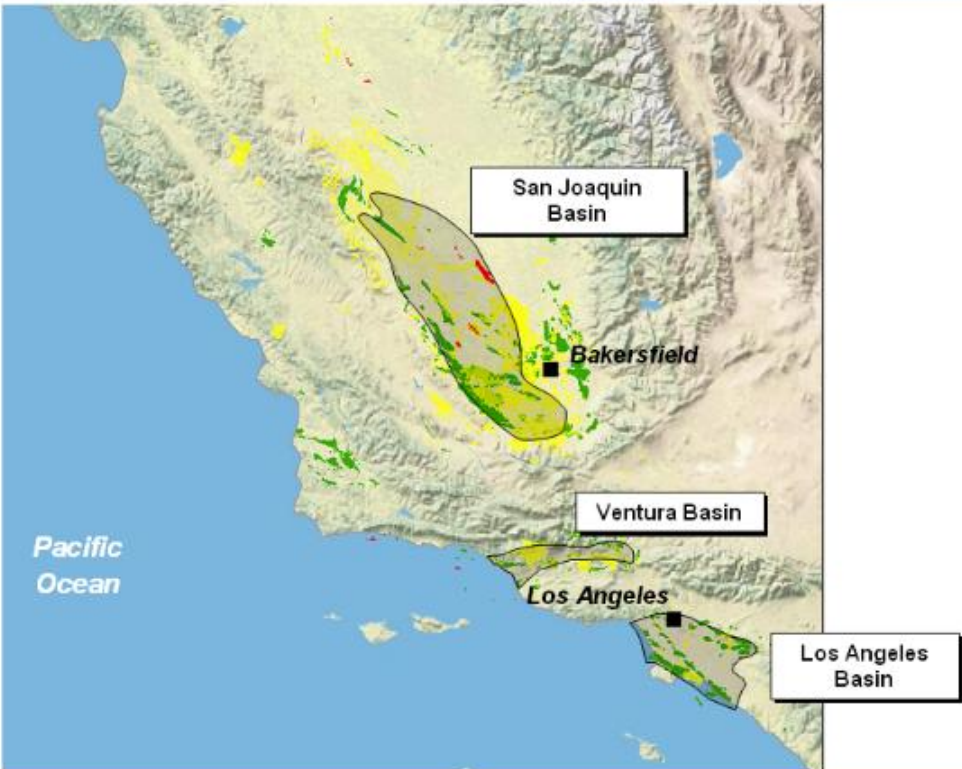 San Joaquin
Basin
Bakersfield
Ventura Basin
Pacific
Ocean
Los Angeles
Los Angeles
Basin